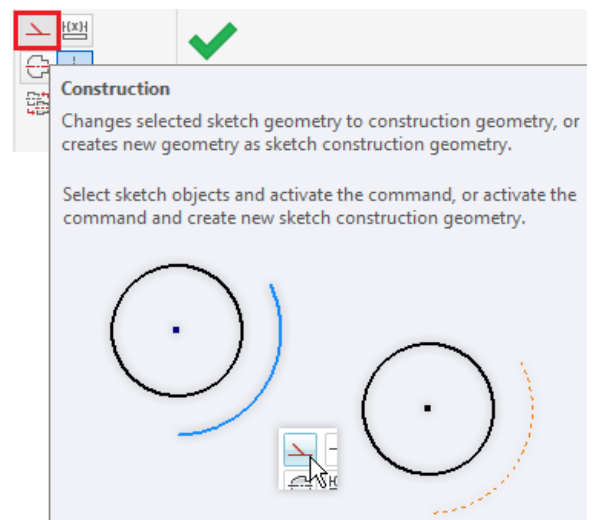 Construction
Changes selected sketch geometry to construction geometry, or
creates new geometry as sketch construction geometry.
Select sketch objects and activate the command, or activate the
command and create new sketch construction geometry.